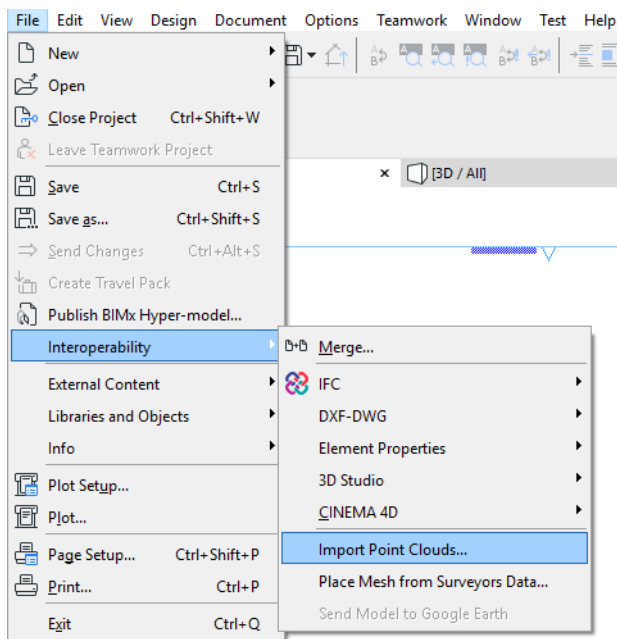 File Edit View Design Document Options Teamwork Window Test Help
New
Open
Close Project Ctrl+Shift+W
Leave Teamwork Project
[3D / All]
Save Ctrl+S
Save as... Ctrl+Shift+S
Send Changes Ctrl+Alt+S
Create Travel Pack
Publish BIMx Hyper-model...
Interoperability
External Content
Libraries and Objects
Info
Plot Setup...
Plot...
Page Setup... Ctrl+Shift+P
Print... Ctrl+P
Exit Ctrl+Q
Merge...
IFC
DXF-DWG
Element Properties
3D Studio
CINEMA 4D
Import Point Clouds...
Place Mesh from Surveyors Data...
Send Model to Google Earth